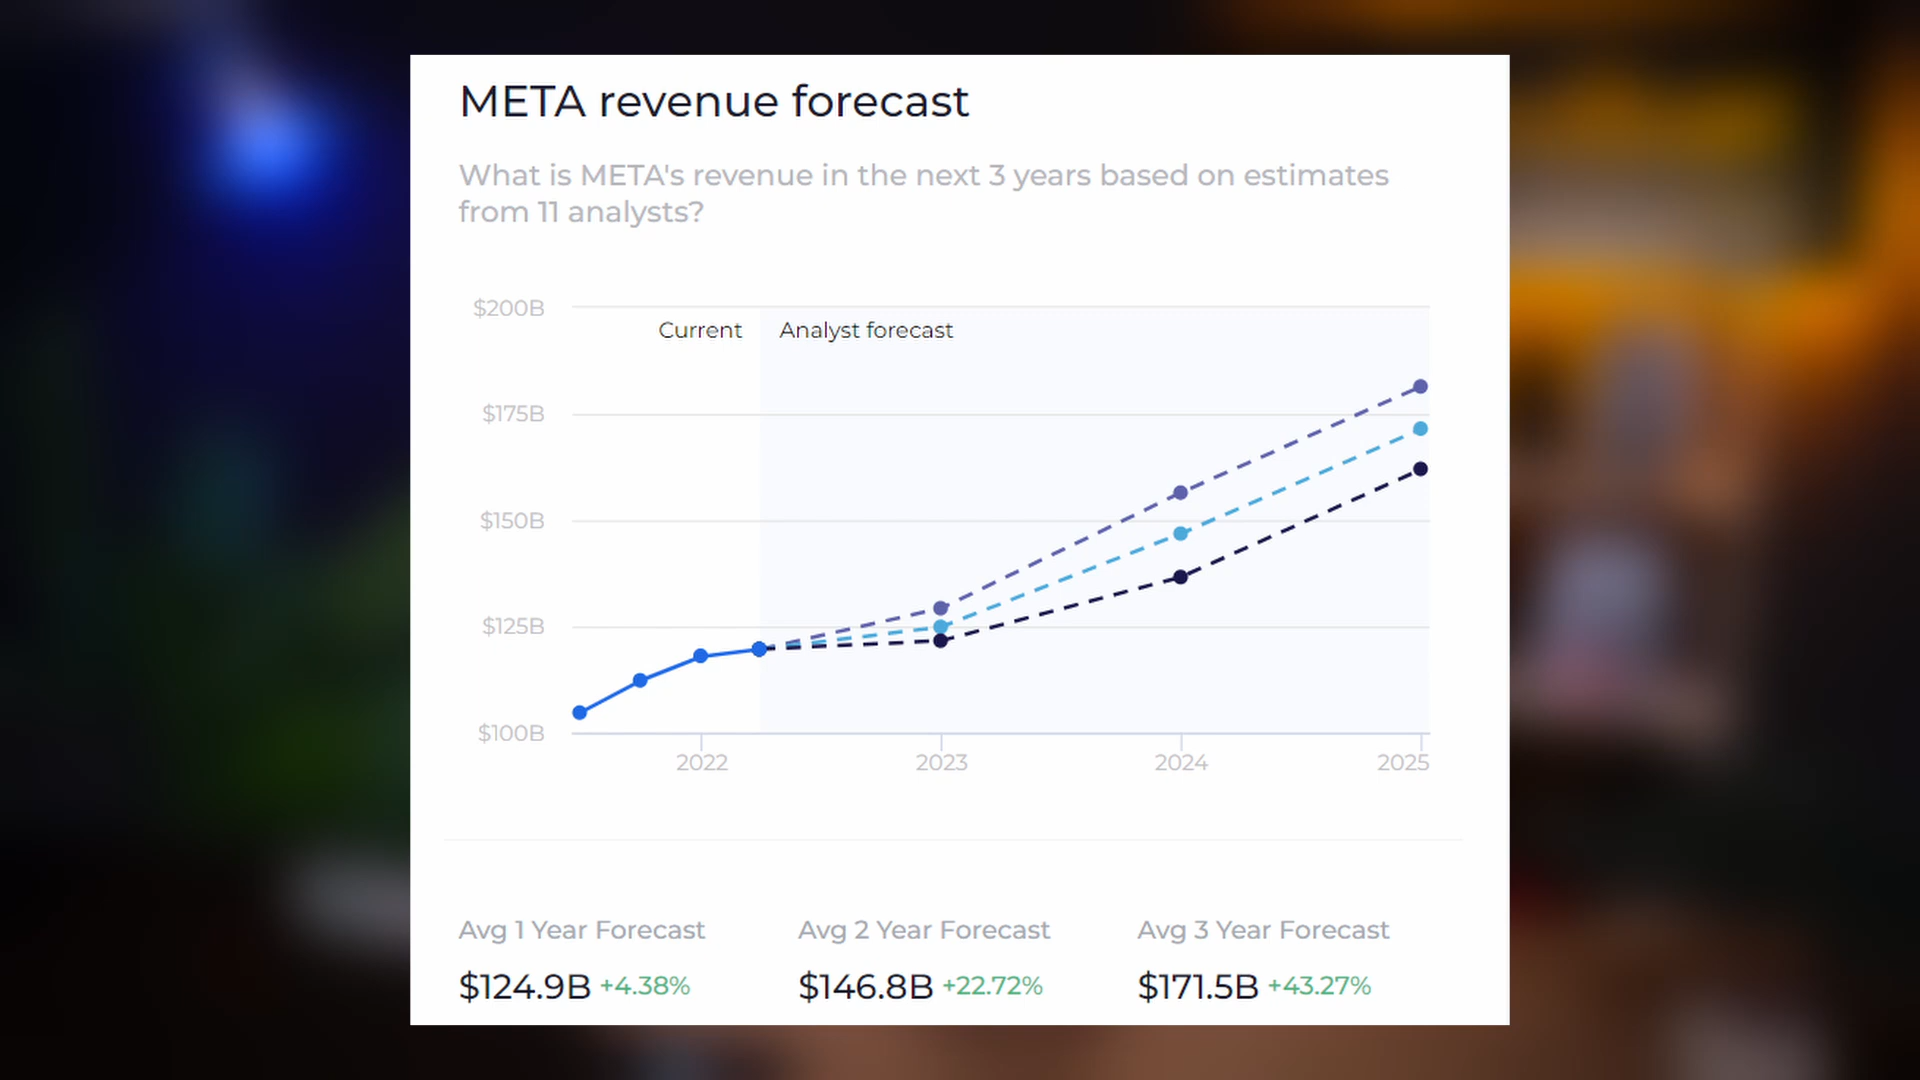 META revenue forecast
What is META's revenue in the next 3 years based on estimates
from 11 analysts?
$200B
Current
Analyst forecast
$175B
$150B
$125B
$100B
2022
2023
2024
2025
Avg 1 Year Forecast
Avg 2 Year Forecast
Avg 3 Year Forecast
$124.9B +4.38%
$146.8B +22.72%
$171.5B +43.27%